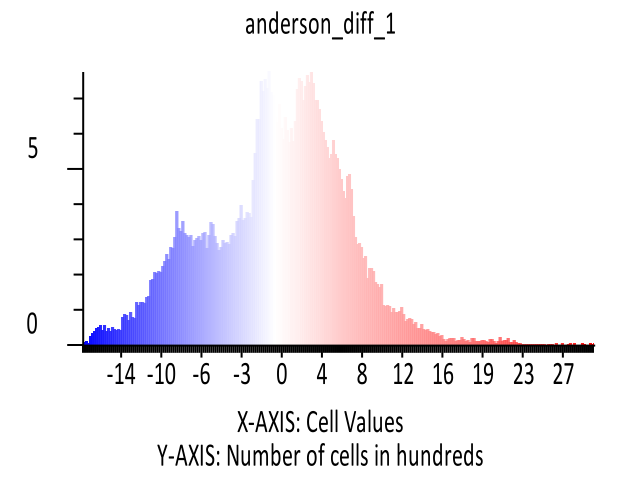 anderson_diff_1
5
0
-14 -10 -6 -3 0 4 8 12 16 19 23 27
X-AXIS: Cell Values
Y-AXIS: Number of cells in hundreds